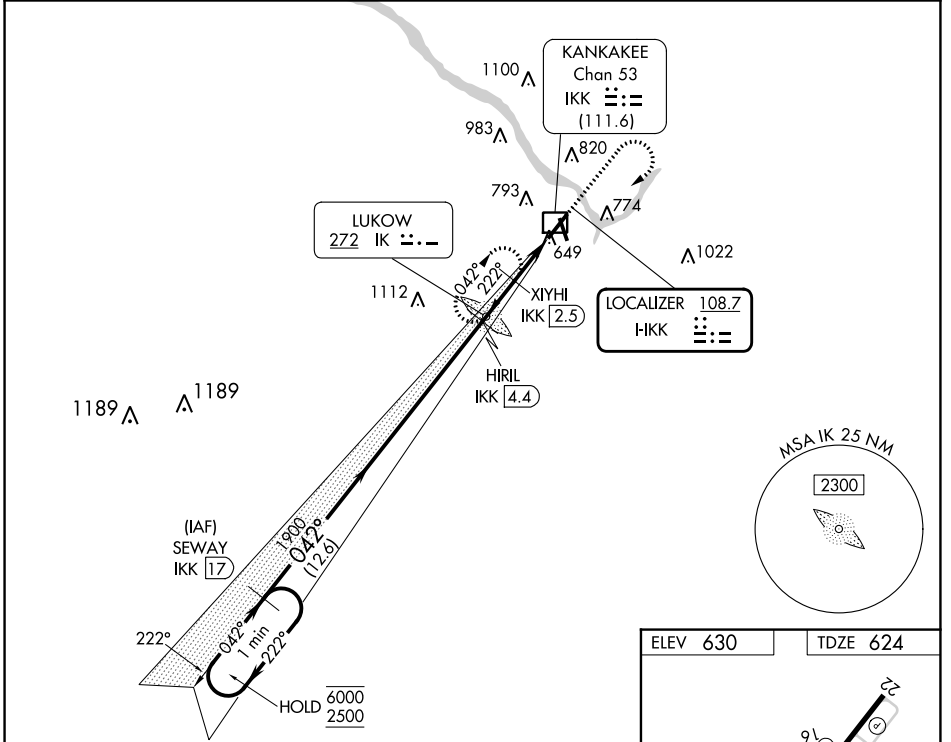 KANKAKEE
Chan 53
IKK
(111.6)
1100
983
820
793
774
649
1022
LUKOW
272 IK
042°
222°
1112
XIYHI
IKK 2.5
LOCALIZER 108.7
I-IKK
HIRIL
IKK 4.4
1189
1189
MSA IK 25 NM
2300
(IAF)
SEWAY
IKK 17
1900
042°
(12.6)
222°
042°
1 min
222°
HOLD 6000
2500
ELEV 630
TDZE 624
22
16
P